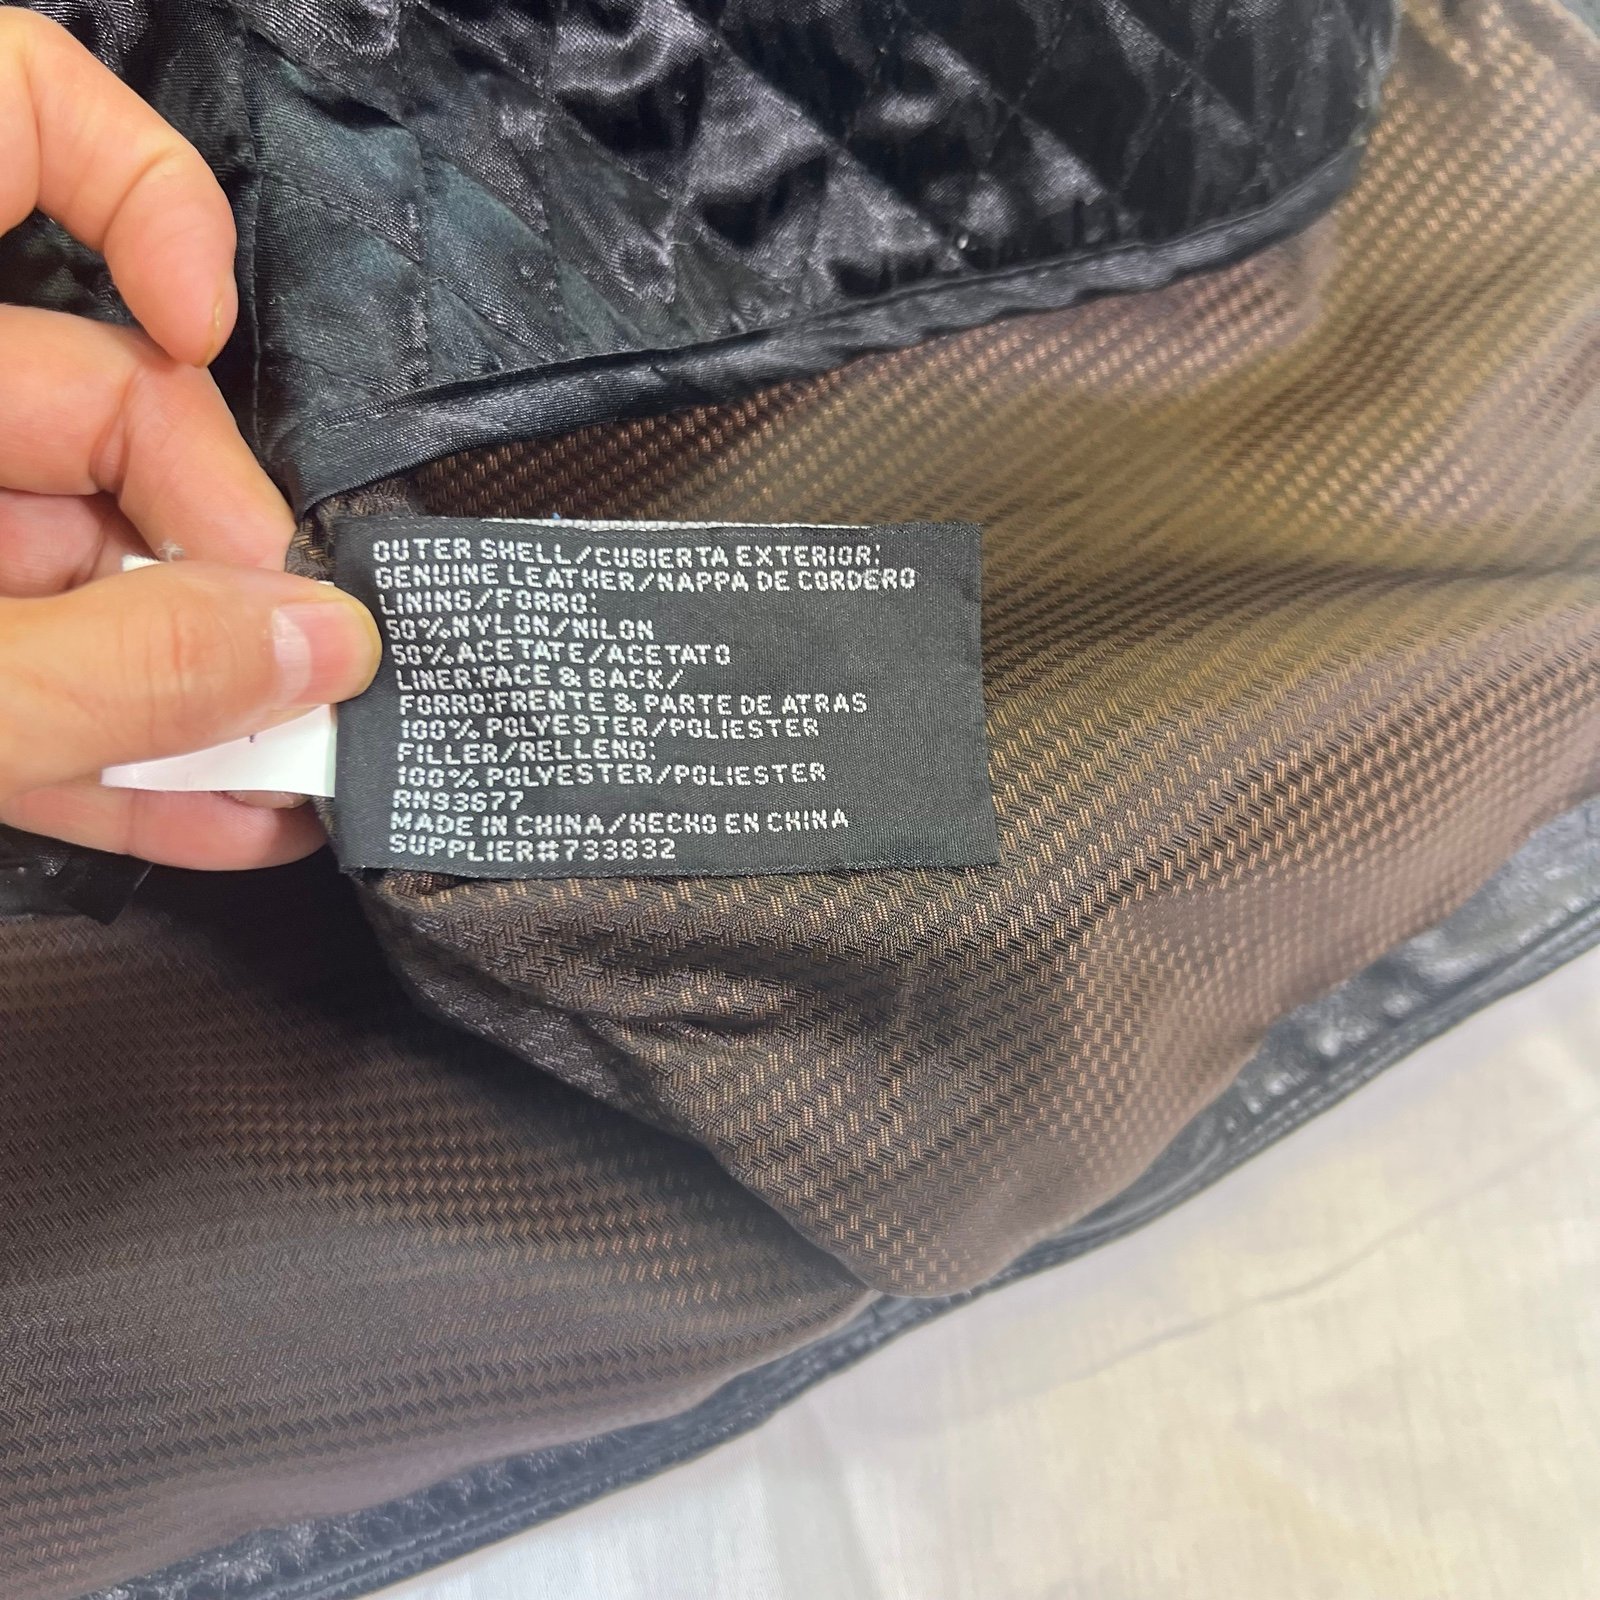 OUTER SHELL/CUBIERTA EXTERIOR:
GENUINE LEATHER/NAPPA DE CORDERO
LINING/FORRO:
50%NYLON/NILON
50%ACETATE/ACETATO
LINER:FACE & BACK/
FORRO:FRENTE & PARTE DE ATRAS
100% POLYESTER/POLIESTER
FILLER/RELLENO:
100% POLYESTER/POLIESTER
RN93677
MADE IN CHINA/HECHO EN CHINA
SUPPLIER#733832